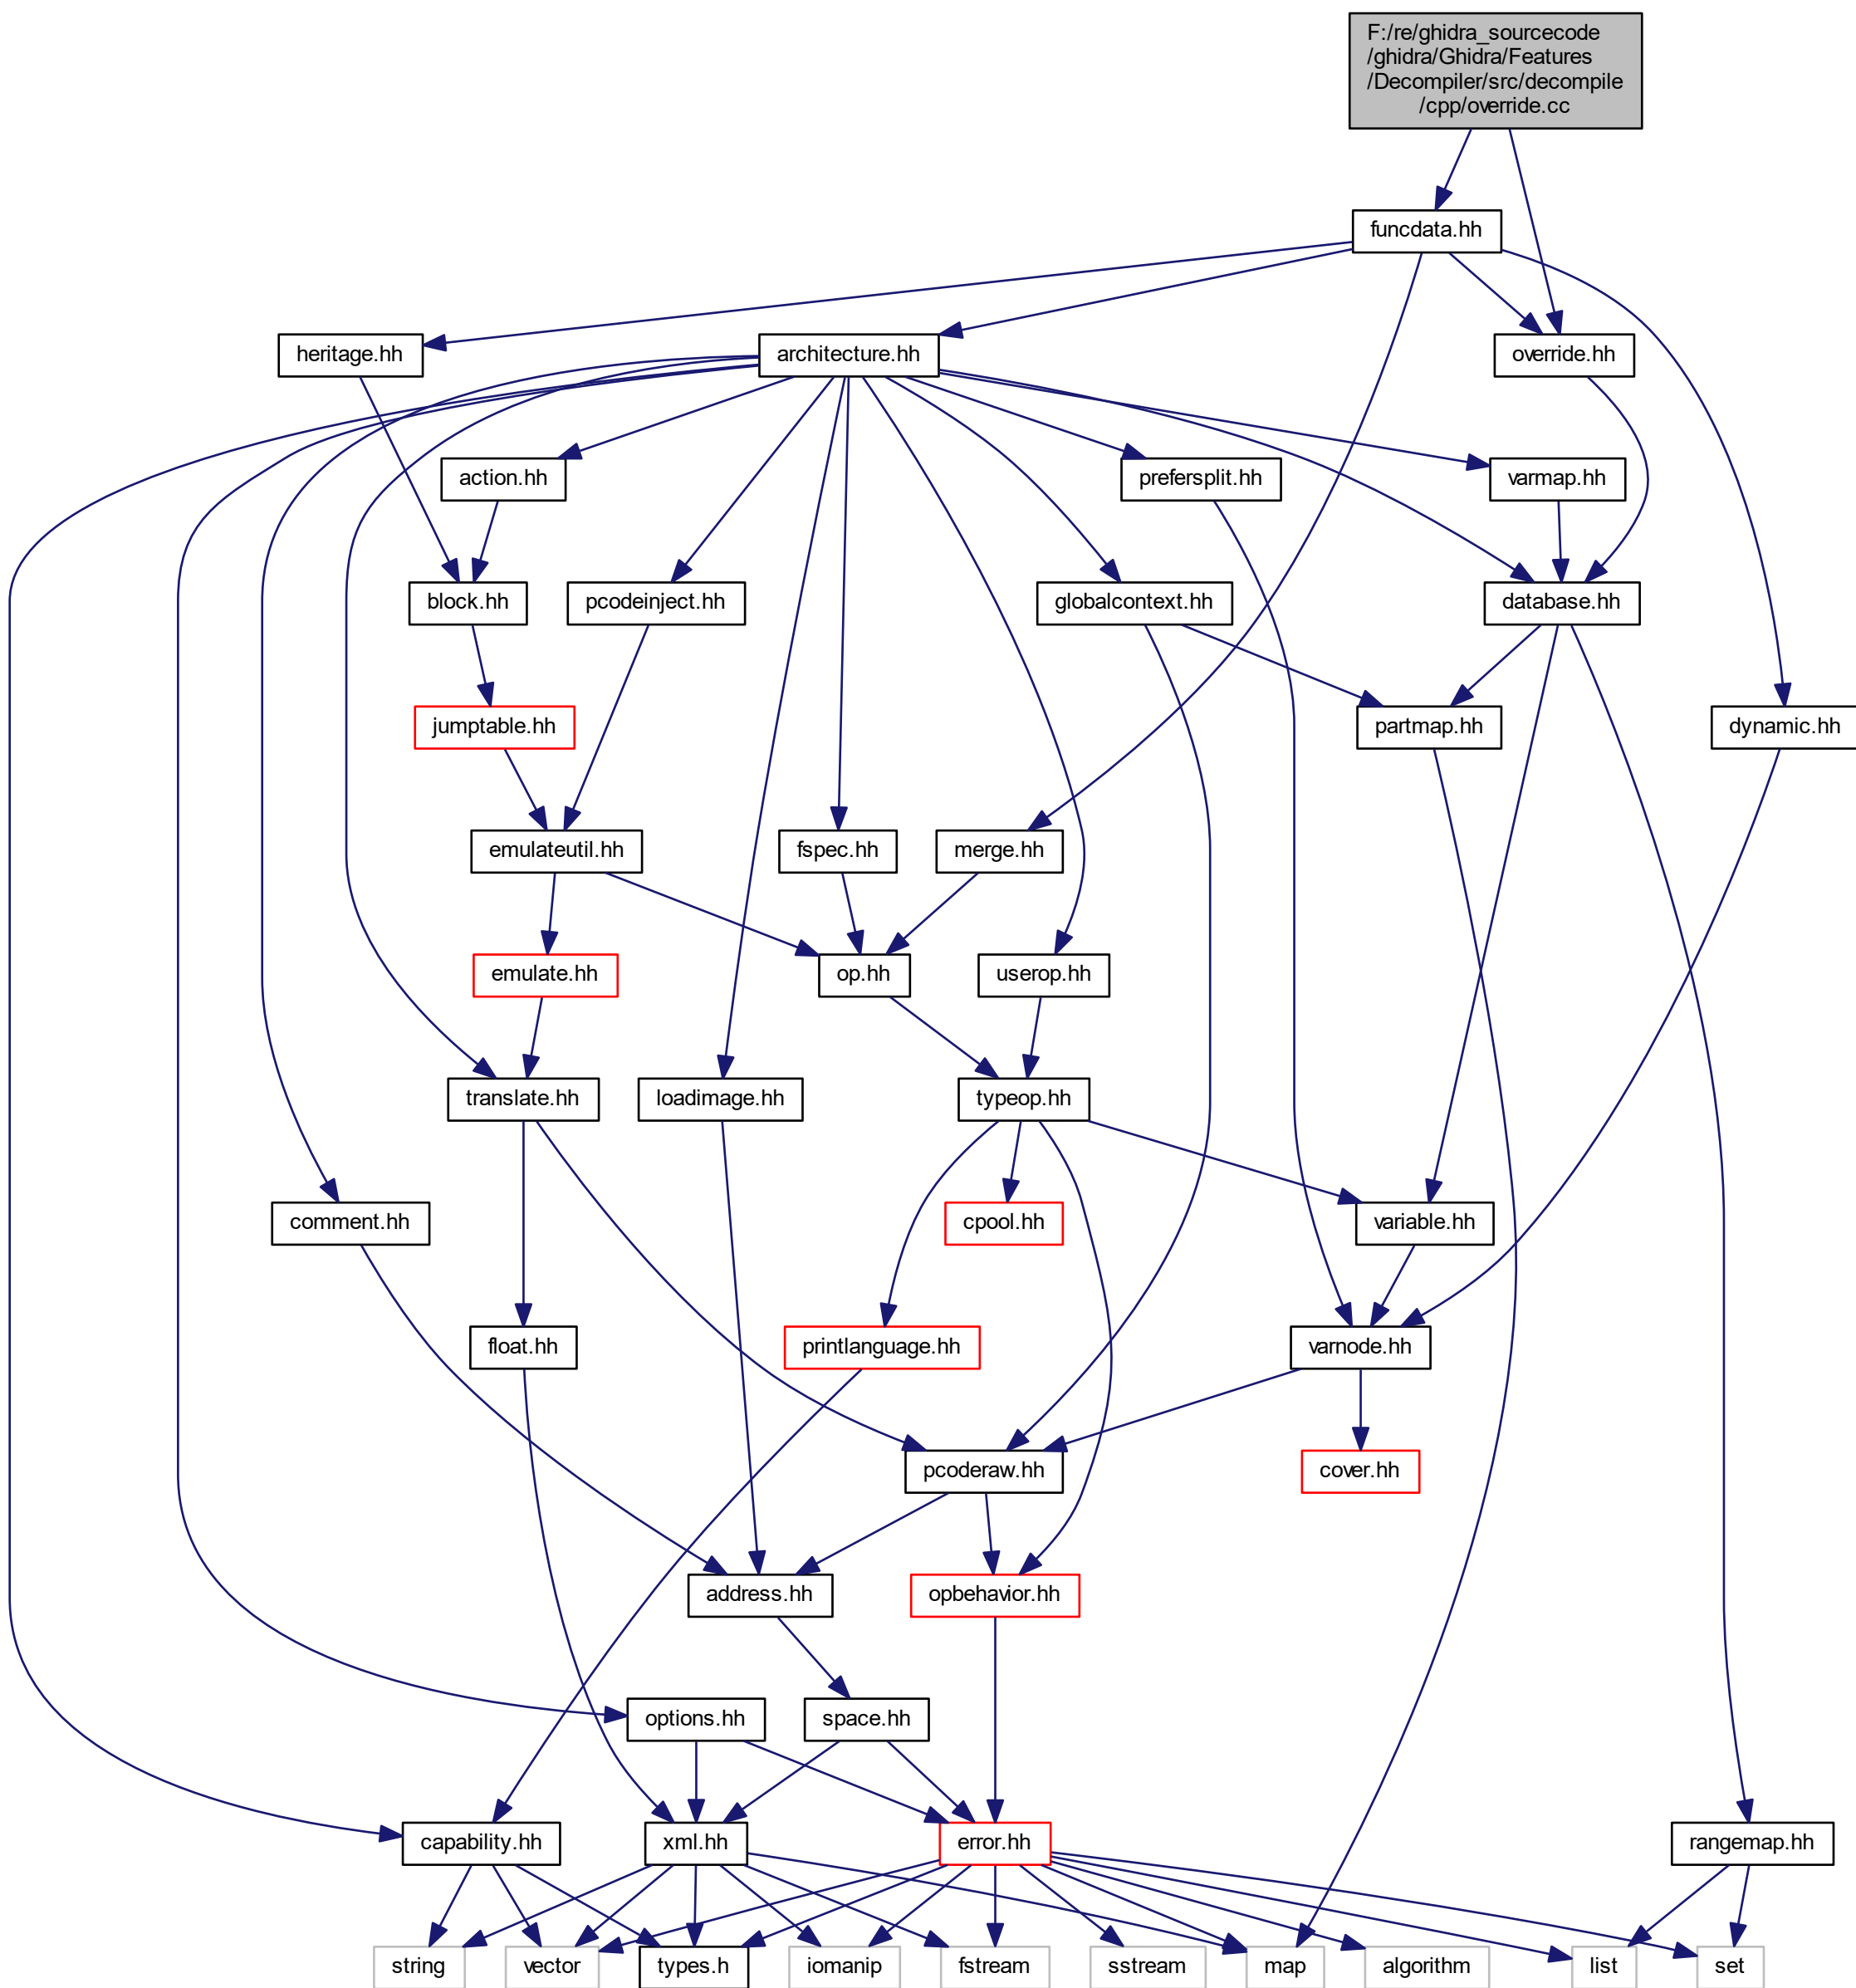 F:/re/ghidra_sourcecode
/ghidra/Ghidra/Features
/Decompiler/src/decompile
/cpp/override.cc
funcdata.hh
heritage.hh
architecture.hh
override.hh
action.hh
prefersplit.hh
varmap.hh
block.hh
pcodeinject.hh
globalcontext.hh
database.hh
jumptable.hh
partmap.hh
dynamic.hh
emulateutil.hh
fspec.hh
merge.hh
emulate.hh
op.hh
userop.hh
translate.hh
loadimage.hh
typeop.hh
comment.hh
cpool.hh
variable.hh
float.hh
printlanguage.hh
varnode.hh
pcoderaw.hh
cover.hh
address.hh
opbehavior.hh
options.hh
space.hh
capability.hh
xml.hh
error.hh
rangemap.hh
string
vector
types.h
iomanip
fstream
sstream
map
algorithm
list
set